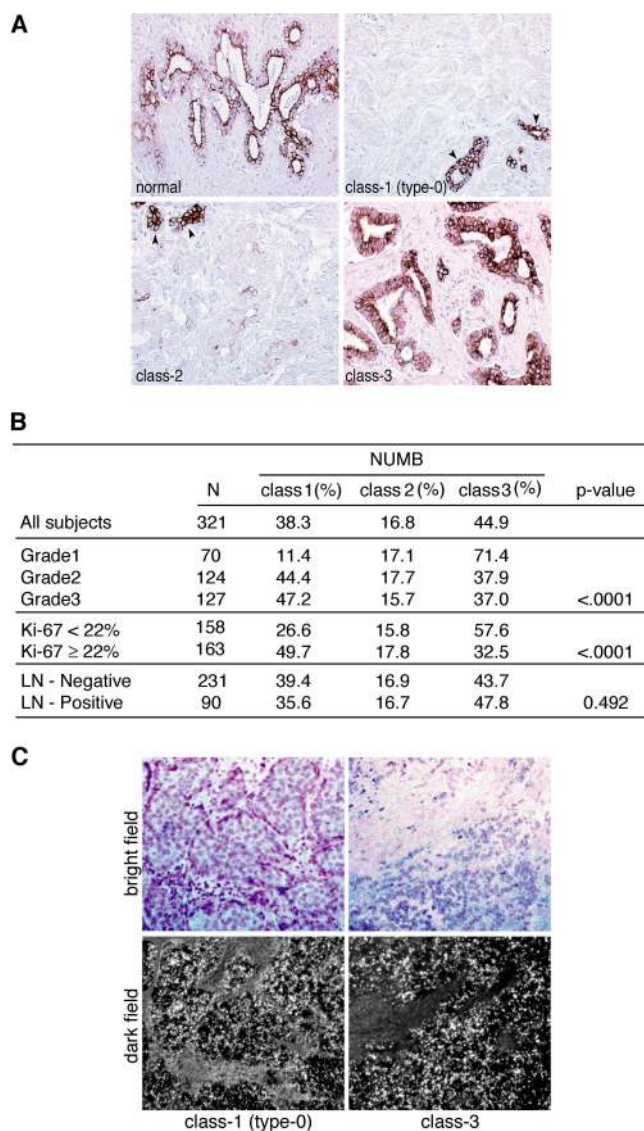 A
normal
class-1 (type-0)
class-2
class-3
B
NUMB
N class1(%) class 2(%) class3(%) p-value
All subjects 321 38.3 16.8 44.9
Grade1 70 11.4 17.1 71.4
Grade2 124 44.4 17.7 37.9
Grade3 127 47.2 15.7 37.0 <.0001
Ki-67 < 22% 158 26.6 15.8 57.6
Ki-67 ≥ 22% 163 49.7 17.8 32.5 <.0001
LN - Negative 231 39.4 16.9 43.7
LN - Positive 90 35.6 16.7 47.8 0.492
C
bright field
dark field
class-1 (type-0)
class-3